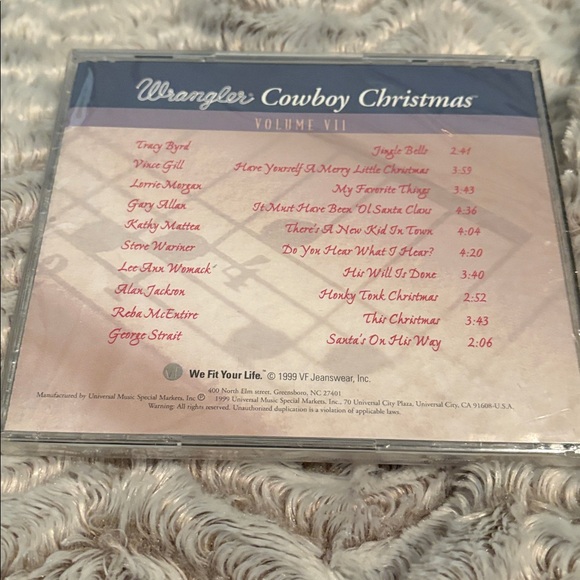 Wrangler Cowboy Christmas™
VOLUME VII
Tracy Byrd Jingle Bells 2:41
Vince Gill Have Yourself A Merry Little Christmas 3:59
Lorrie Morgan My Favorite Things 3:43
Gary Allan It Must Have Been 'Ol Santa Claus 4:36
Kathy Mattea There's A New Kid In Town 4:04
Steve Wariner Do You Hear What I Hear? 4:20
Lee Ann Womack His Will Is Done 3:40
Alan Jackson Honky Tonk Christmas 2:52
Reba McEntire This Christmas 3:43
George Strait Santa's On His Way 2:06
We Fit Your Life.™ © 1999 VF Jeanswear, Inc.
400 North Elm street, Greensboro, NC 27401
Manufactured by Universal Music Special Markets, Inc ℗ 1999 Universal Music Special Markets, Inc., 70 Universal City Plaza, Universal City, CA 91608-U.S.A.
Warning: All rights reserved. Unauthorized duplication is a violation of applicable laws.